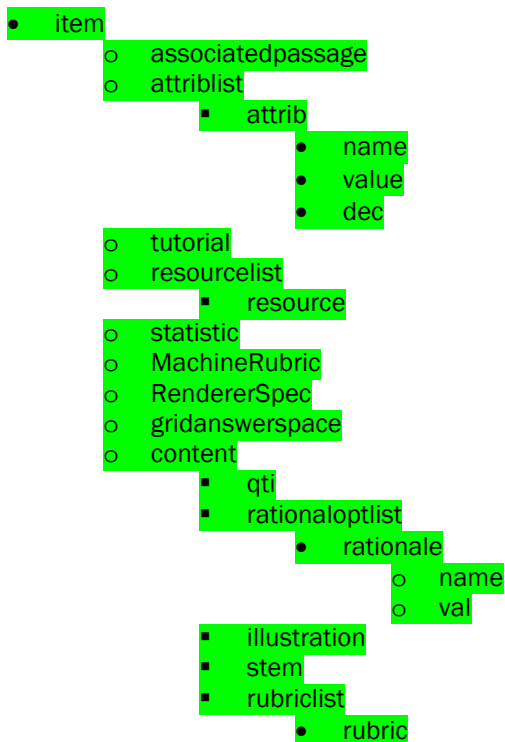 • item
o associatedpassage
o attriblist
▪ attrib
• name
• value
• dec
o tutorial
o resourcelist
▪ resource
o statistic
o MachineRubric
o RendererSpec
o gridanswerspace
o content
▪ qti
▪ rationaloptlist
• rationale
o name
o val
▪ illustration
▪ stem
▪ rubriclist
• rubric